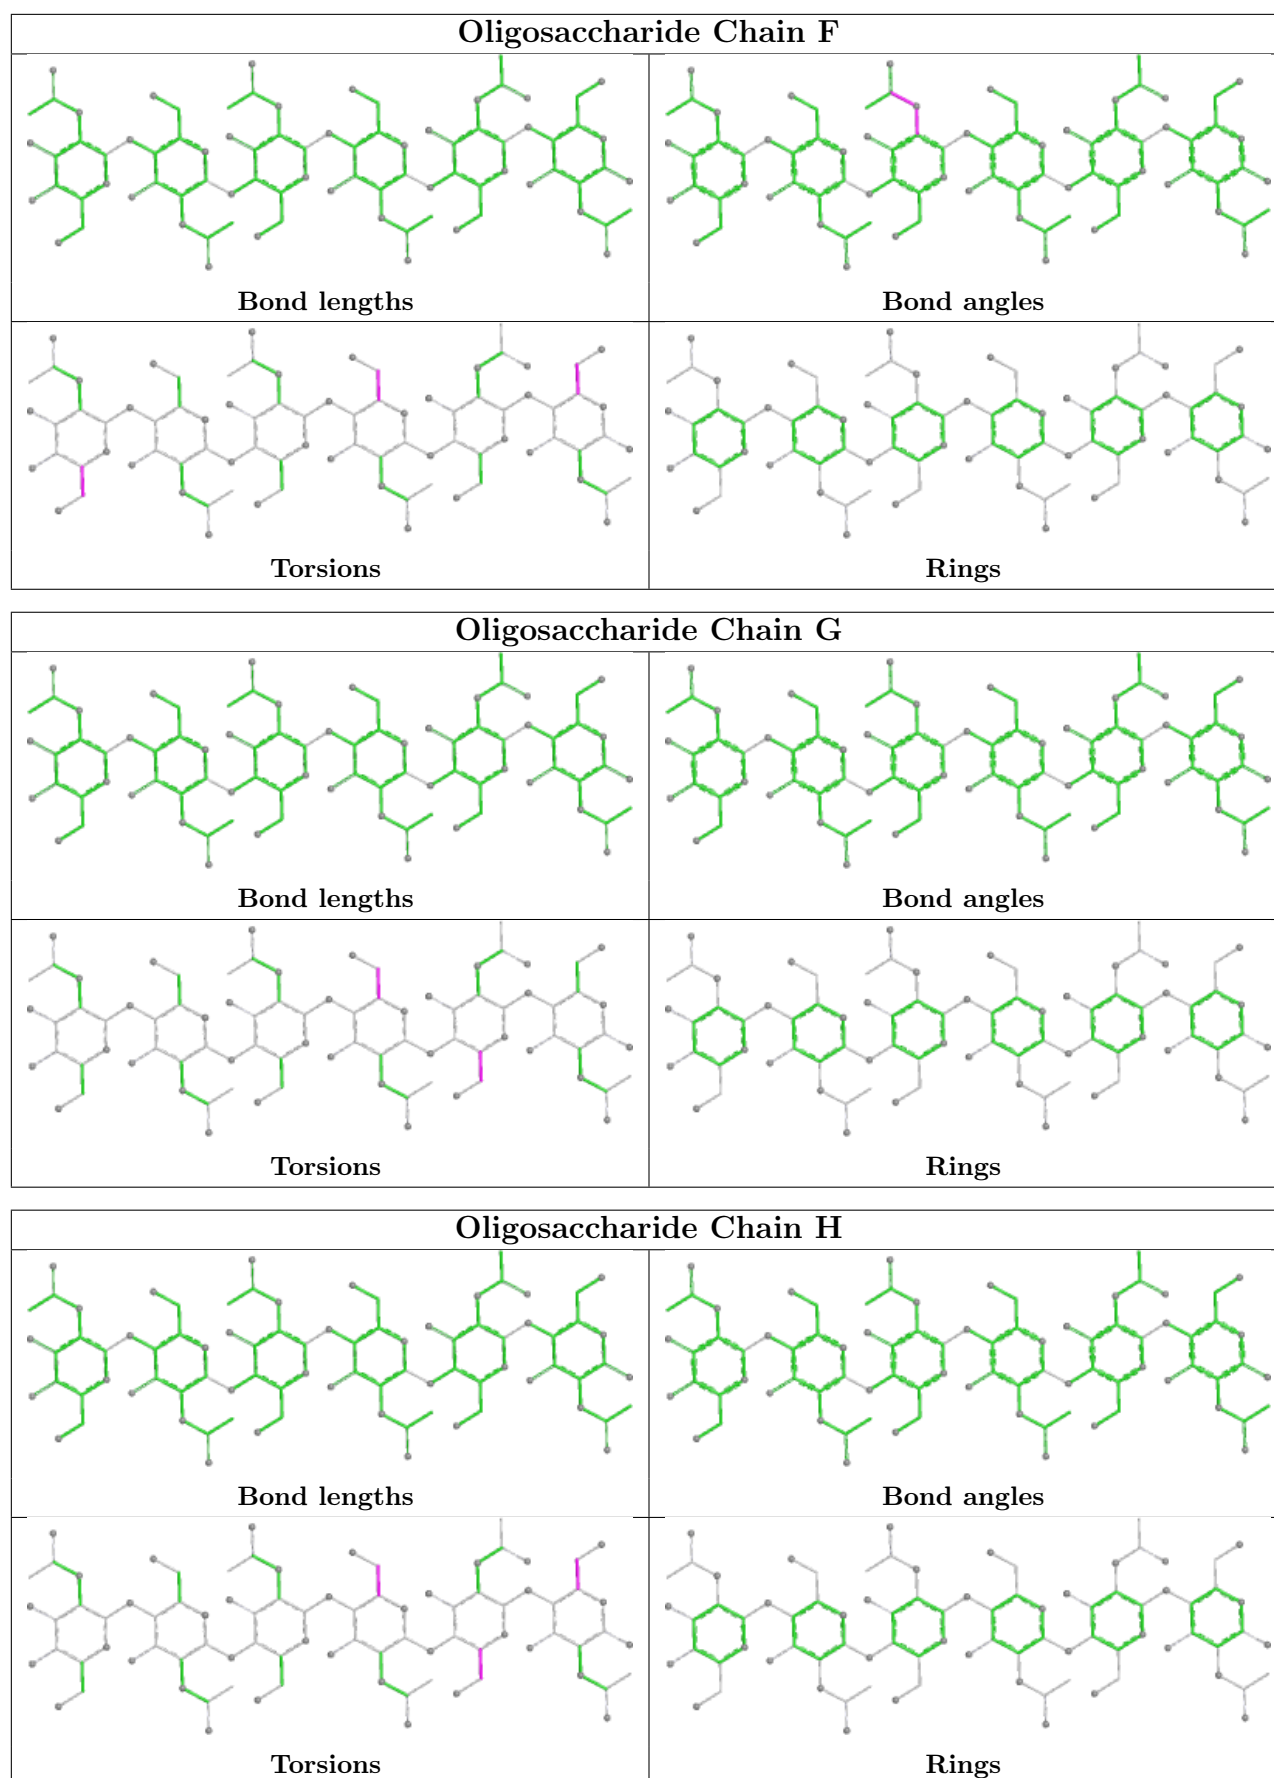 Oligosaccharide Chain F
Bond lengths
Bond angles
Torsions
Rings
Oligosaccharide Chain G
Bond lengths
Bond angles
Torsions
Rings
Oligosaccharide Chain H
Bond lengths
Bond angles
Torsions
Rings